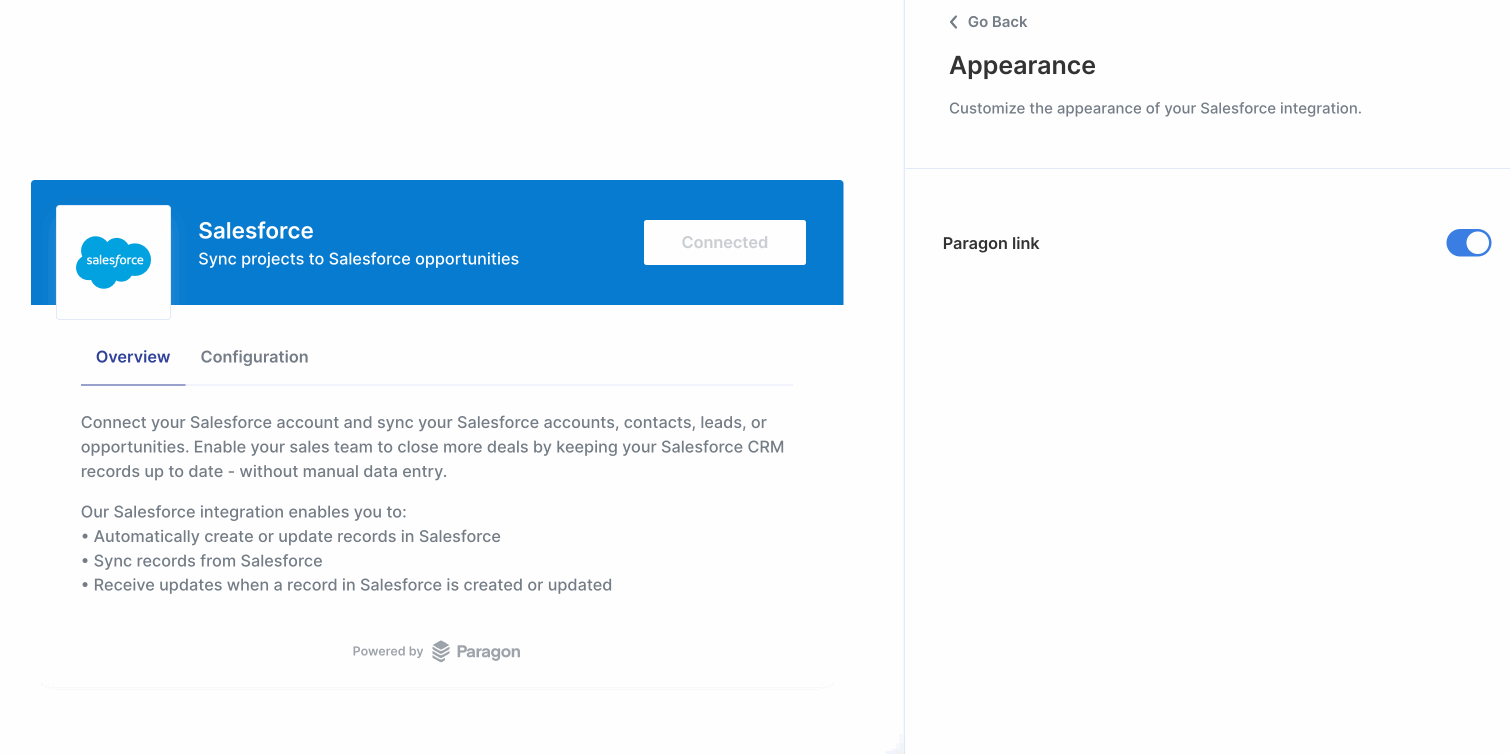 Go Back
Appearance
Customize the appearance of your Salesforce integration.
Paragon link
salesforce
Salesforce
Sync projects to Salesforce opportunities
Connected
Overview
Configuration
Connect your Salesforce account and sync your Salesforce accounts, contacts, leads, or
opportunities. Enable your sales team to close more deals by keeping your Salesforce CRM
records up to date - without manual data entry.
Our Salesforce integration enables you to:
• Automatically create or update records in Salesforce
• Sync records from Salesforce
• Receive updates when a record in Salesforce is created or updated
Powered by Paragon